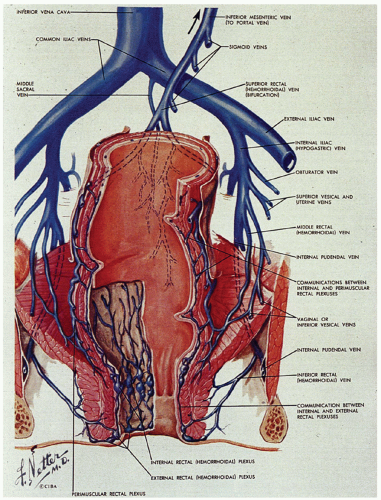 INFERIOR VENA CAVA
COMMON ILIAC VEINS
MIDDLE
SACRAL
VEIN
INFERIOR MESENTERIC VEIN
(TO PORTAL VEIN)
SIGMOID VEINS
SUPERIOR RECTAL
(HEMORRHOIDAL) VEIN
(BIFURCATION)
EXTERNAL ILIAC VEIN
INTERNAL ILIAC
(HYPOGASTRIC) VEIN
OBTURATOR VEIN
SUPERIOR VESICAL AND
UTERINE VEINS
MIDDLE RECTAL
(HEMORRHOIDAL) VEIN
INTERNAL PUDENDAL VEIN
COMMUNICATIONS BETWEEN
INTERNAL AND PERIMUSCULAR
RECTAL PLEXUSES
VAGINAL OR
INFERIOR VESICAL VEINS
INTERNAL PUDENDAL VEIN
INFERIOR RECTAL
(HEMORRHOIDAL) VEIN
COMMUNICATION BETWEEN
INTERNAL AND EXTERNAL
RECTAL PLEXUSES
INTERNAL RECTAL (HEMORRHOIDAL) PLEXUS
EXTERNAL RECTAL (HEMORRHOIDAL) PLEXUS
PERIMUSCULAR RECTAL PLEXUS
F. Netter
M.D.
© CIBA